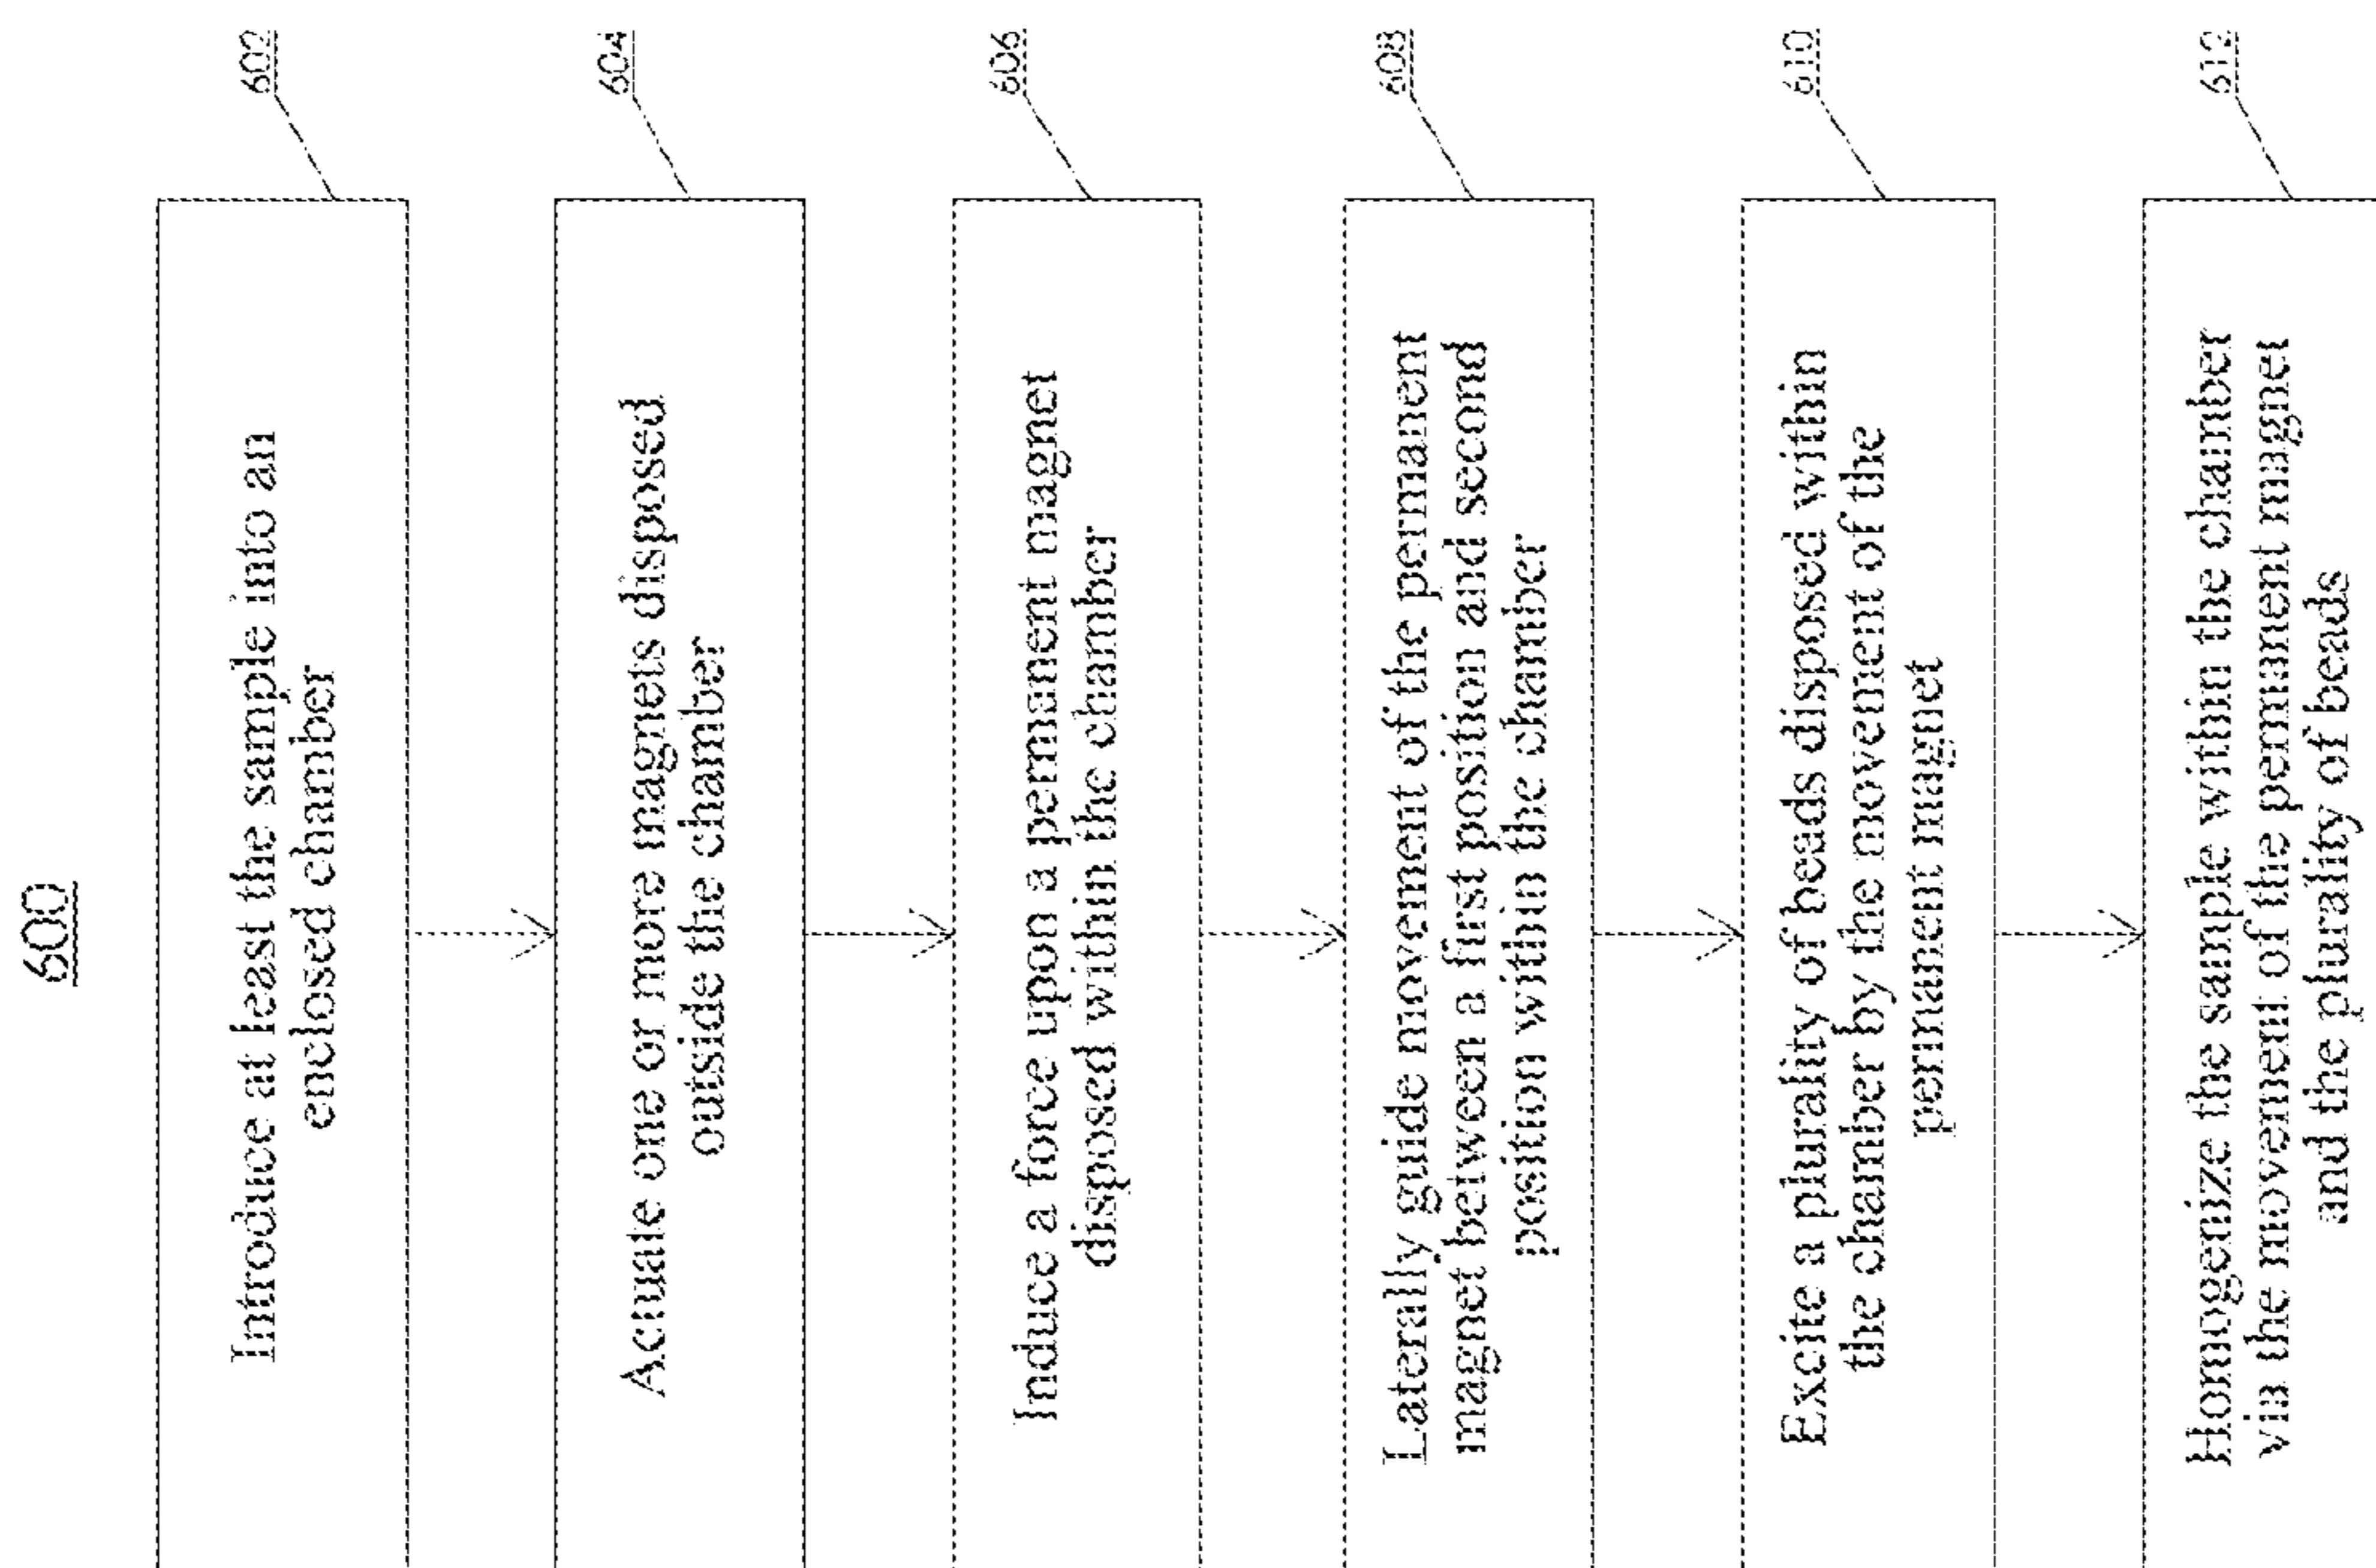 600
602
Introduce at least the sample into an
enclosed chamber
604
Actuate one or more magnets disposed
outside the chamber
606
Induce a force upon a permanent magnet
disposed within the chamber
608
Laterally guide movement of the permanent
magnet between a first position and second
position within the chamber
610
Excite a plurality of beads disposed within
the chamber by the movement of the
permanent magnet
612
Homogenize the sample within the chamber
via the movement of the permanent magnet
and the plurality of beads